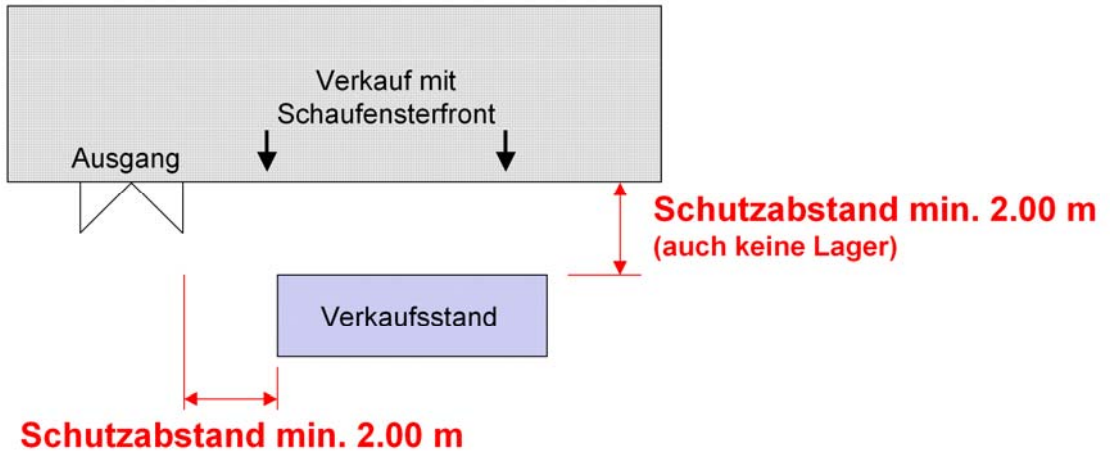 Verkauf mit
Schaufensterfront
Ausgang
Schutzabstand min. 2.00 m
(auch keine Lager)
Verkaufsstand
Schutzabstand min. 2.00 m